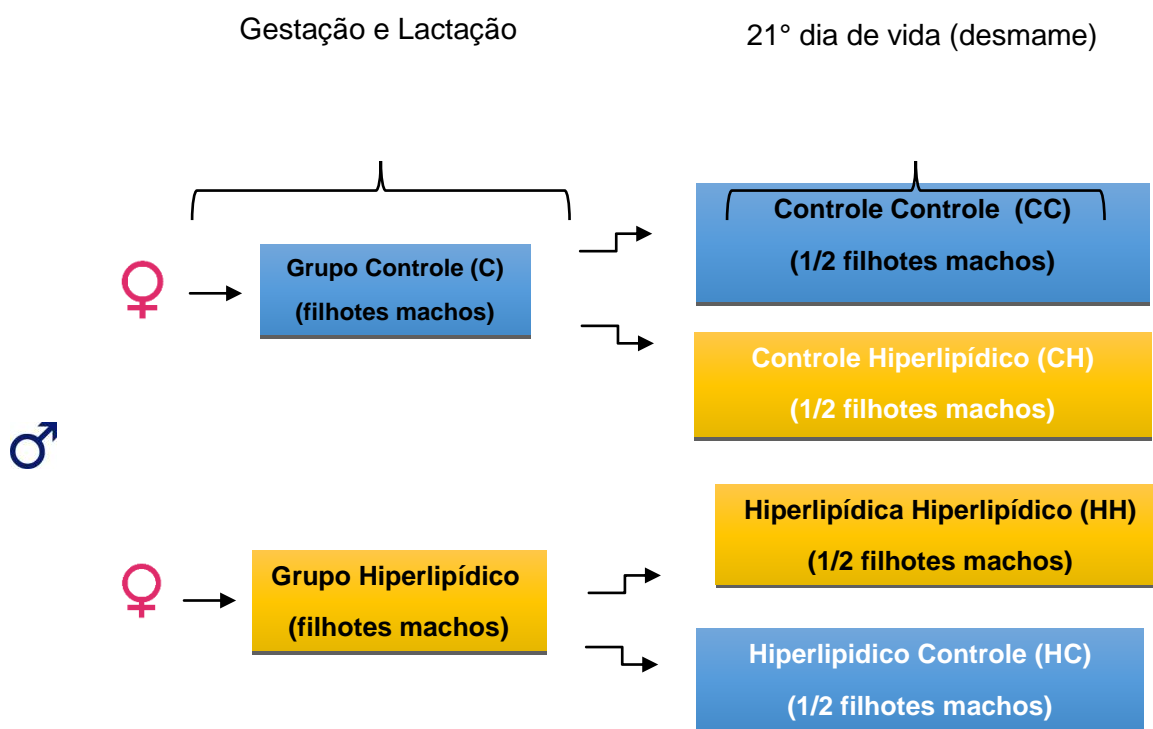 Gestação e Lactação
21° dia de vida (desmame)
Grupo Controle (C)
(filhotes machos)
Controle Controle (CC)
(1/2 filhotes machos)
Controle Hiperlipídico (CH)
(1/2 filhotes machos)
Grupo Hiperlipídico
(filhotes machos)
Hiperlipídica Hiperlipídico (HH)
(1/2 filhotes machos)
Hiperlipidico Controle (HC)
(1/2 filhotes machos)